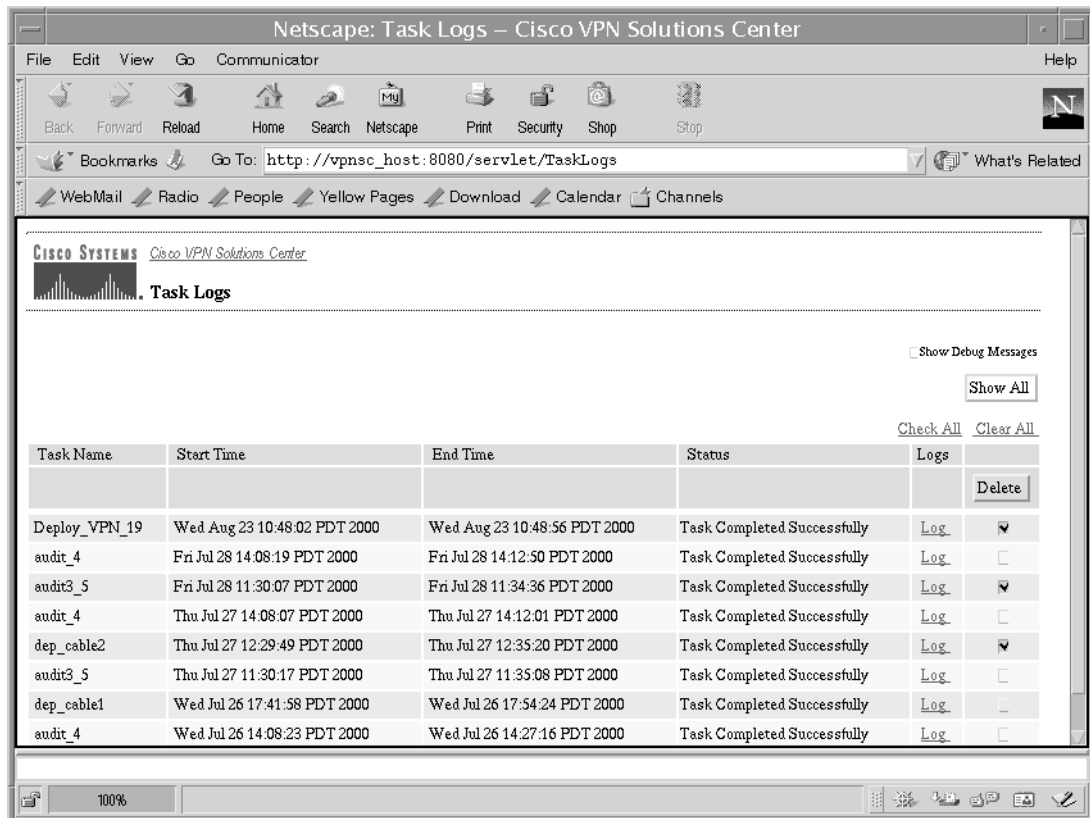 Netscape: Task Logs – Cisco VPN Solutions Center
File Edit View Go Communicator Help
My
Back Forward Reload Home Search Netscape Print Security Shop Stop
N
Bookmarks Go To: http://vpnsc_host:8080/servlet/TaskLogs What's Related
WebMail Radio People Yellow Pages Download Calendar Channels
CISCO SYSTEMS Cisco VPN Solutions Center
Task Logs
Show Debug Messages
Show All
Check All Clear All
Task Name Start Time End Time Status Logs
Delete
Deploy_VPN_19 Wed Aug 23 10:48:02 PDT 2000 Wed Aug 23 10:48:56 PDT 2000 Task Completed Successfully Log
audit_4 Fri Jul 28 14:08:19 PDT 2000 Fri Jul 28 14:12:50 PDT 2000 Task Completed Successfully Log
audit3_5 Fri Jul 28 11:30:07 PDT 2000 Fri Jul 28 11:34:36 PDT 2000 Task Completed Successfully Log
audit_4 Thu Jul 27 14:08:07 PDT 2000 Thu Jul 27 14:12:01 PDT 2000 Task Completed Successfully Log
dep_cable2 Thu Jul 27 12:29:49 PDT 2000 Thu Jul 27 12:35:20 PDT 2000 Task Completed Successfully Log
audit3_5 Thu Jul 27 11:30:17 PDT 2000 Thu Jul 27 11:35:08 PDT 2000 Task Completed Successfully Log
dep_cable1 Wed Jul 26 17:41:58 PDT 2000 Wed Jul 26 17:54:24 PDT 2000 Task Completed Successfully Log
audit_4 Wed Jul 26 14:08:23 PDT 2000 Wed Jul 26 14:27:16 PDT 2000 Task Completed Successfully Log
100%